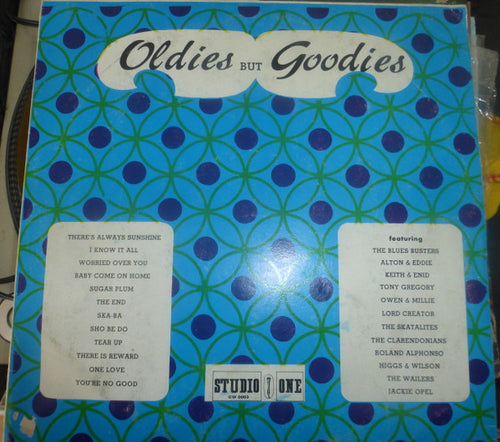 Oldies BUT Goodies
THERE'S ALWAYS SUNSHINE
I KNOW IT ALL
WORRIED OVER YOU
BABY COME ON HOME
SUGAR PLUM
THE END
SKA-BA
SHO BE DO
TEAR UP
THERE IS REWARD
ONE LOVE
YOU'RE NO GOOD
featuring
THE BLUES BUSTERS
ALTON & EDDIE
KEITH & ENID
TONY GREGORY
OWEN & MILLIE
LORD CREATOR
THE SKATALITES
THE CLARENDONIANS
ROLAND ALPHONSO
HIGGS & WILSON
THE WAILERS
JACKIE OPEL
STUDIO ONE